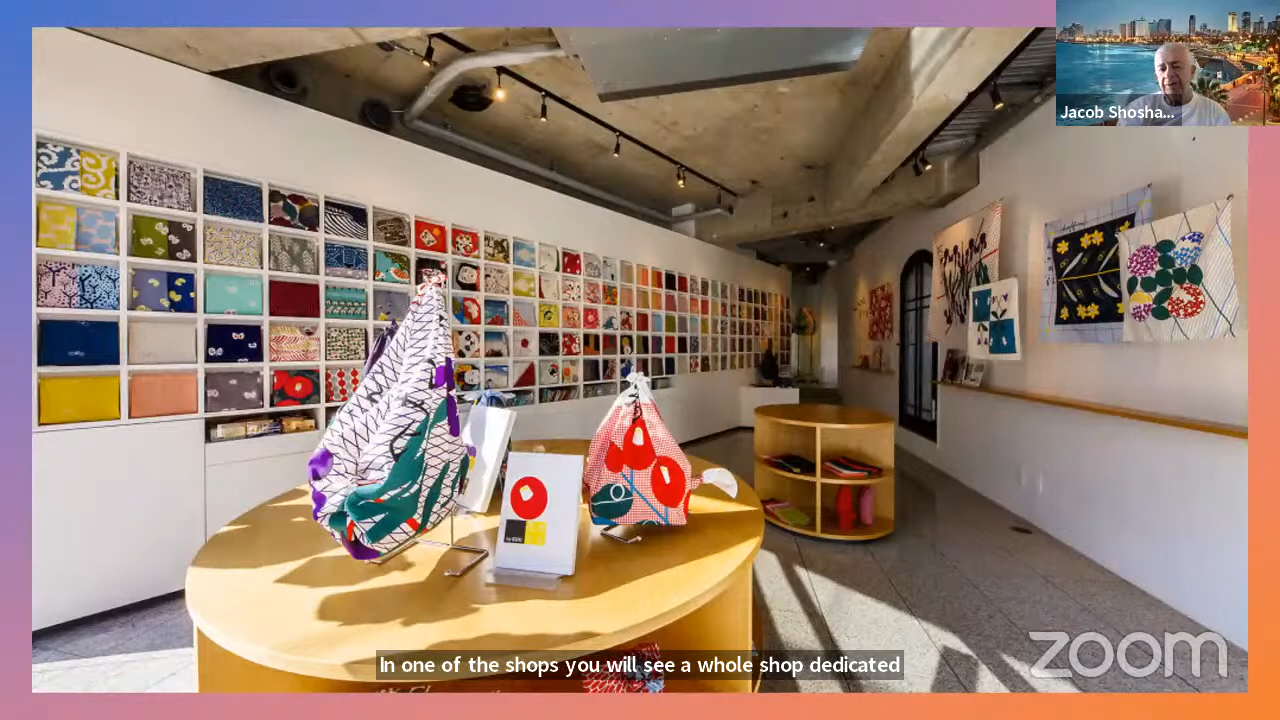 Jacob Shosha...
In one of the shops you will see a whole shop dedicated
zoom